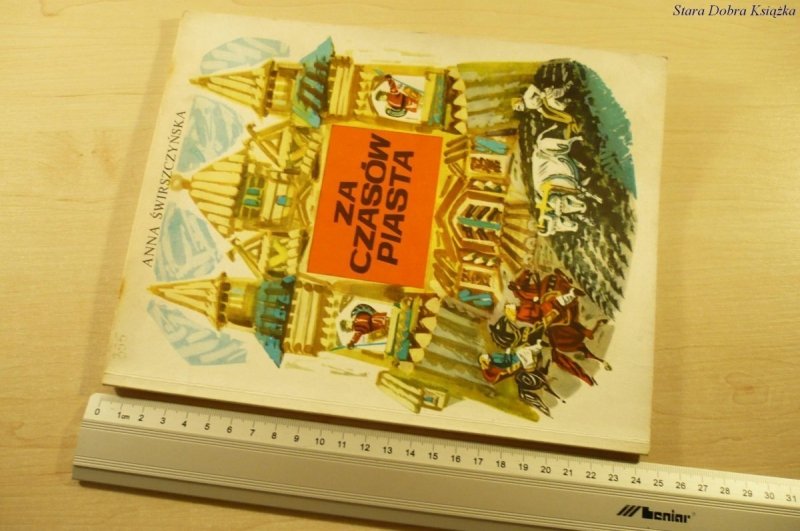 Stara Dobra Książka
ANNA ŚWIRSZCZYŃSKA
ZA
CZASÓW
PIASTA
0 1cm 2 3 4 5 6 7 8 9 10 11 12 13 14 15 16 17 18 19 20 21 22 23 24 25 26 27 28 29 30 31